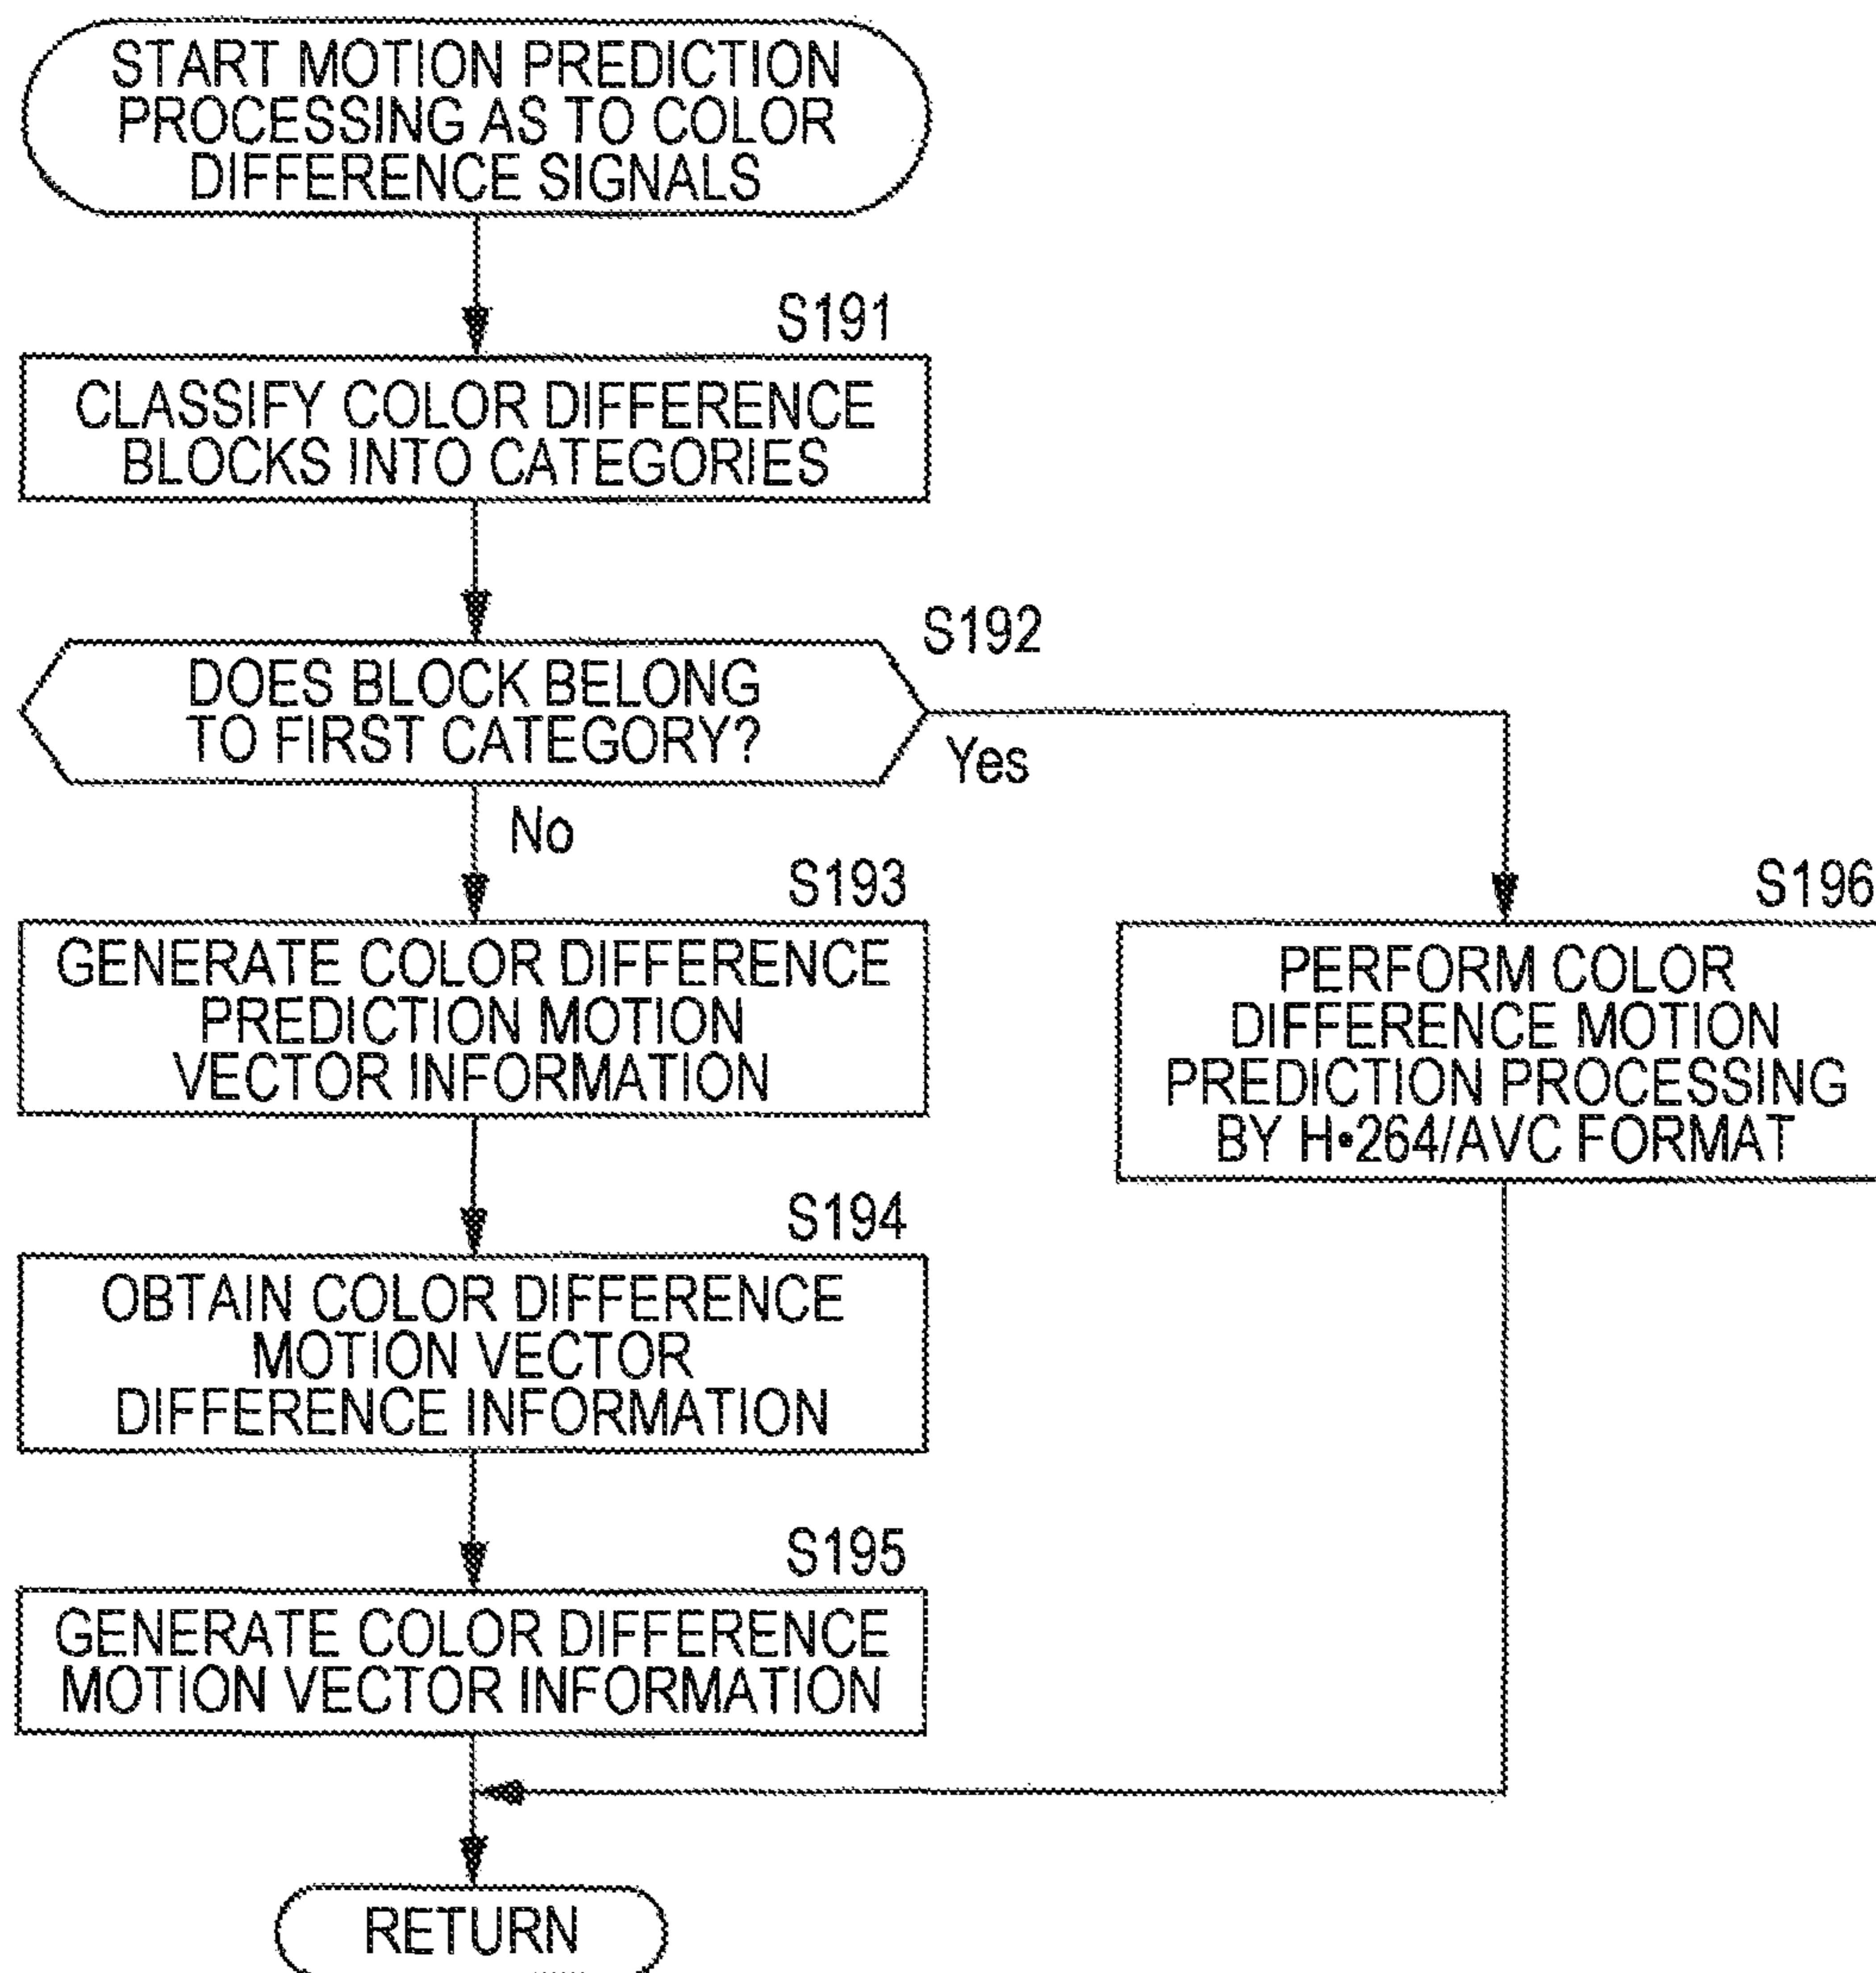 START MOTION PREDICTION
PROCESSING AS TO COLOR
DIFFERENCE SIGNALS
S191
CLASSIFY COLOR DIFFERENCE
BLOCKS INTO CATEGORIES
S192
DOES BLOCK BELONG
TO FIRST CATEGORY?
Yes
No
S193
GENERATE COLOR DIFFERENCE
PREDICTION MOTION
VECTOR INFORMATION
S196
PERFORM COLOR
DIFFERENCE MOTION
PREDICTION PROCESSING
BY H•264/AVC FORMAT
S194
OBTAIN COLOR DIFFERENCE
MOTION VECTOR
DIFFERENCE INFORMATION
S195
GENERATE COLOR DIFFERENCE
MOTION VECTOR INFORMATION
RETURN